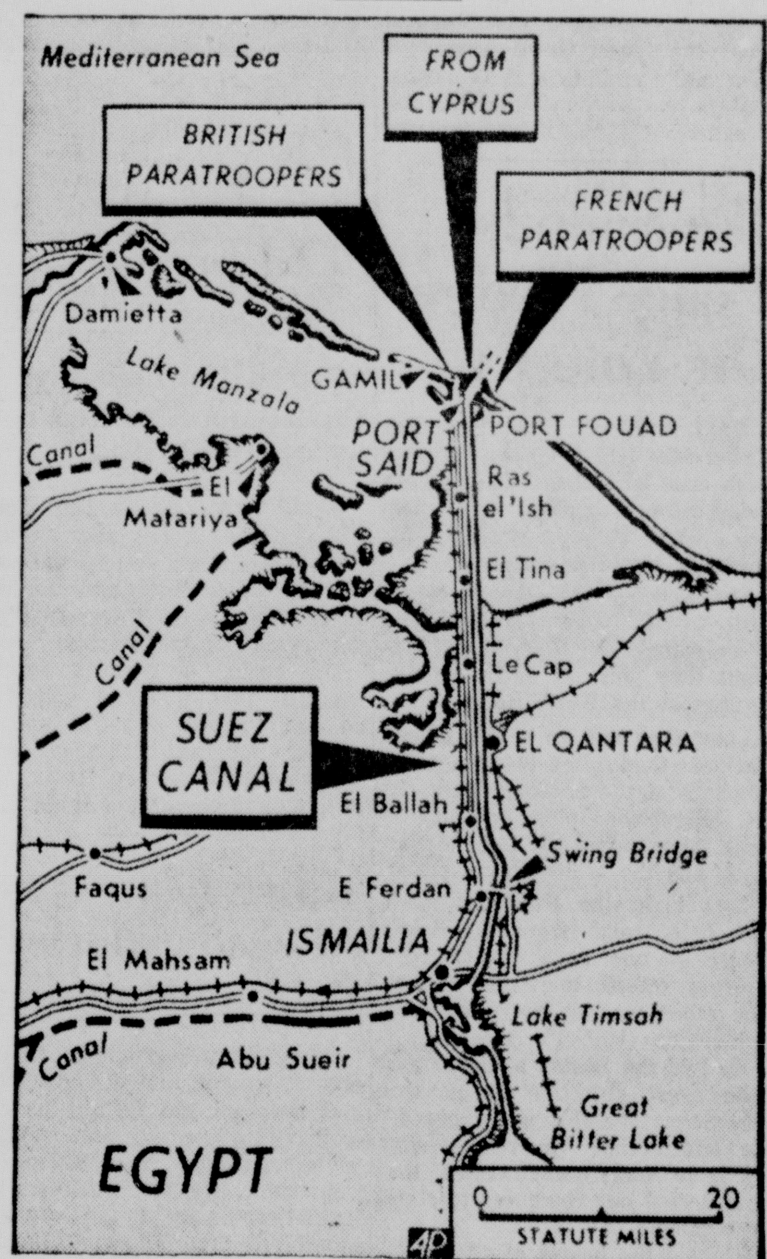 Mediterranean Sea
FROM
CYPRUS
BRITISH
PARATROOPERS
FRENCH
PARATROOPERS
Damietta
Lake Manzala
GAMIL
PORT
SAID
PORT FOUAD
Canal
El
Matariya
Ras
el'Ish
El Tina
Canal
Le Cap
SUEZ
CANAL
EL QANTARA
El Ballah
Swing Bridge
Faqus
E Ferdan
ISMAILIA
El Mahsam
Lake Timsah
Canal
Abu Sueir
Great
Bitter Lake
EGYPT
0 20
STATUTE MILES
AP